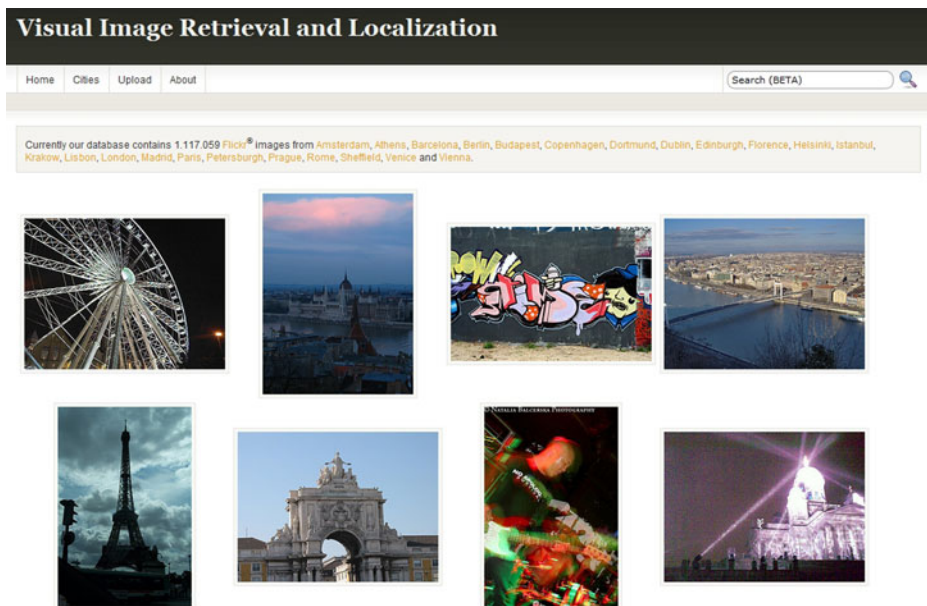 Visual Image Retrieval and Localization
Home Cities Upload About Search (BETA)
Currently our database contains 1.117.059 Flickr® images from Amsterdam, Athens, Barcelona, Berlin, Budapest, Copenhagen, Dortmund, Dublin, Edinburgh, Florence, Helsinki, Istanbul,
Krakow, Lisbon, London, Madrid, Paris, Petersburgh, Prague, Rome, Sheffield, Venice and Vienna.
© Natalia Balcerska Photography